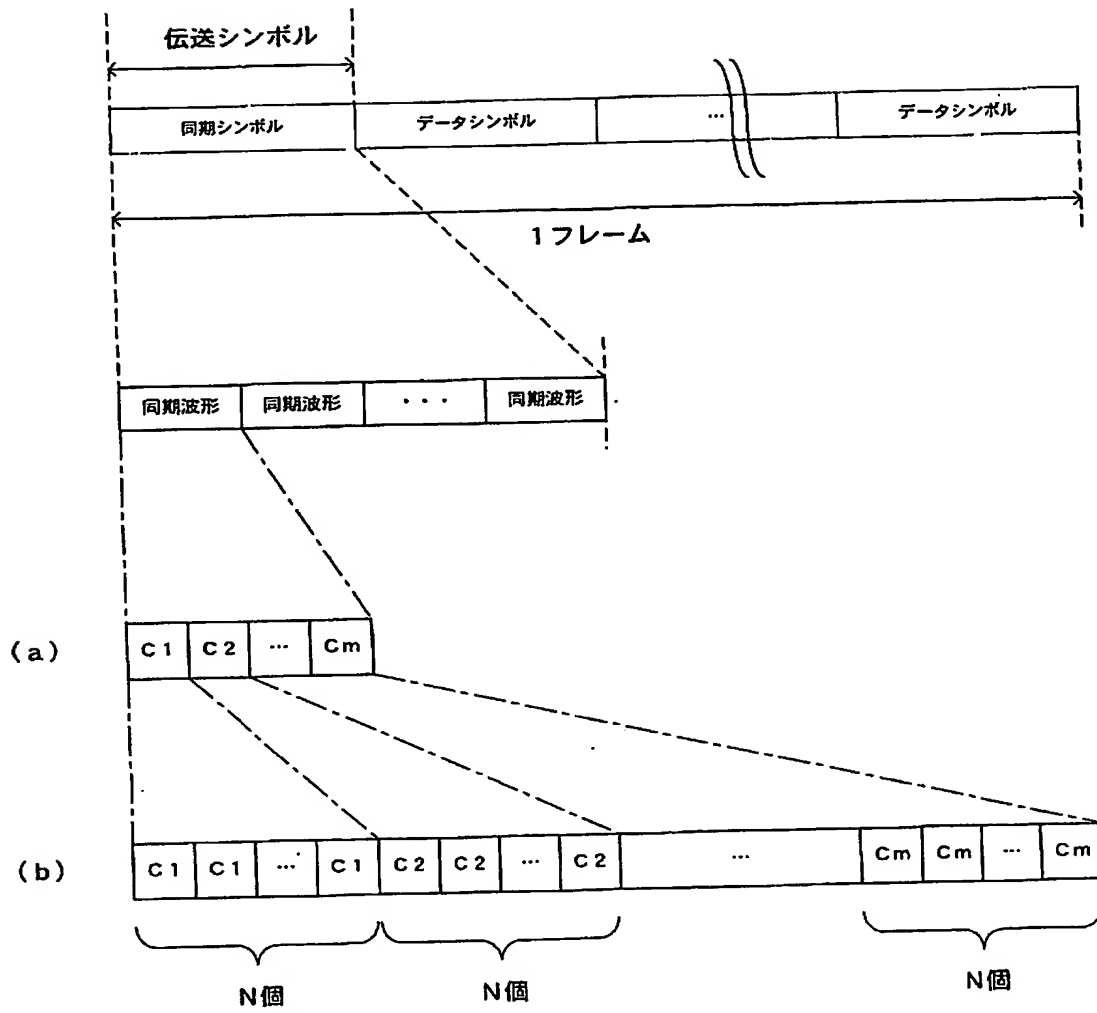 伝送シンボル
同期シンボル データシンボル … データシンボル
1フレーム
同期波形 同期波形 ・・・ 同期波形
(a) C1 C2 … Cm
(b) C1 C1 … C1 C2 C2 … C2 … Cm Cm … Cm
N個 N個 N個